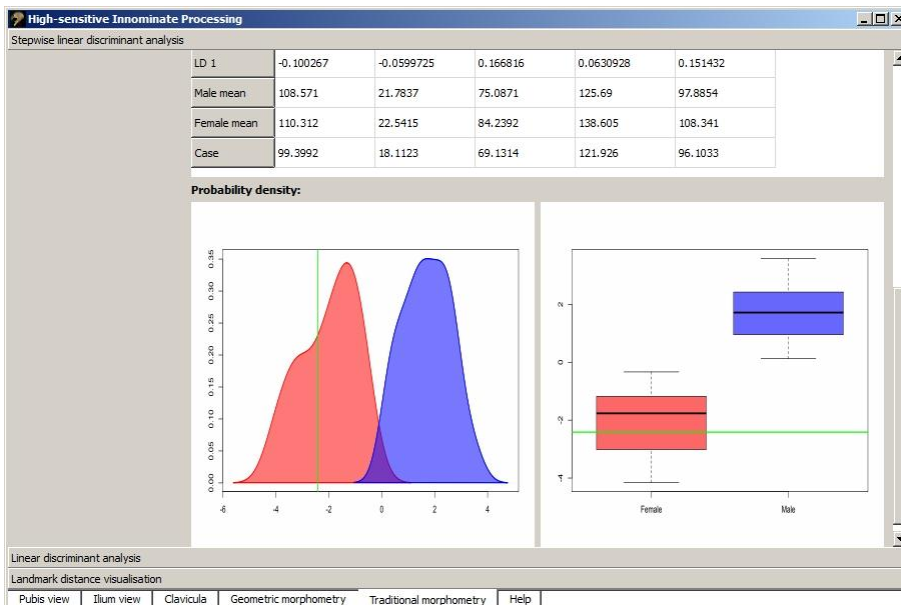 High-sensitive Innominate Processing
Stepwise linear discriminant analysis
LD 1 -0.100267 -0.0599725 0.166816 0.0630928 0.151432
Male mean 108.571 21.7837 75.0871 125.69 97.8854
Female mean 110.312 22.5415 84.2392 138.605 108.341
Case 99.3992 18.1123 69.1314 121.926 96.1033
Probability density:
0.35
0.30
0.25
0.20
0.15
0.10
0.05
0.00
-6 -4 -2 0 2 4
2
0
-2
-4
Female Male
Linear discriminant analysis
Landmark distance visualisation
Pubis view Ilium view Clavicula Geometric morphometry Traditional morphometry Help